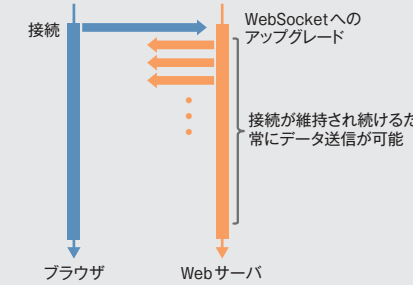 接続
WebSocketへの
アップグレード
接続が維持され続けるた
常にデータ送信が可能
ブラウザ
Webサーバ